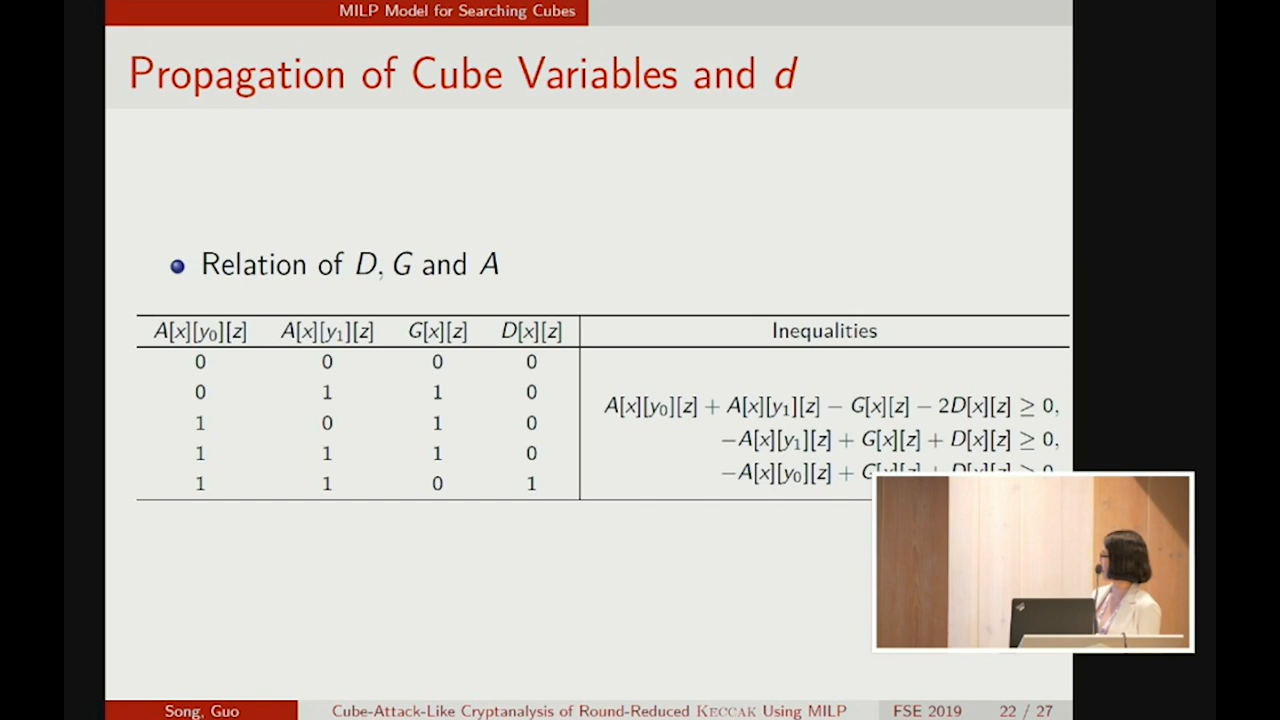 MILP Model for Searching Cubes
Propagation of Cube Variables and d
Relation of D, G and A
A[x][y₀][z] A[x][y₁][z] G[x][z] D[x][z] Inequalities
0 0 0 0
0 1 1 0
1 0 1 0
1 1 1 0
1 1 0 1
A[x][y₀][z] + A[x][y₁][z] − G[x][z] − 2D[x][z] ≥ 0,
−A[x][y₁][z] + G[x][z] + D[x][z] ≥ 0,
−A[x][y₀][z] + G[x][z] + D[x][z] ≥ 0
Song, Guo Cube-Attack-Like Cryptanalysis of Round-Reduced KECCAK Using MILP FSE 2019 22 / 27